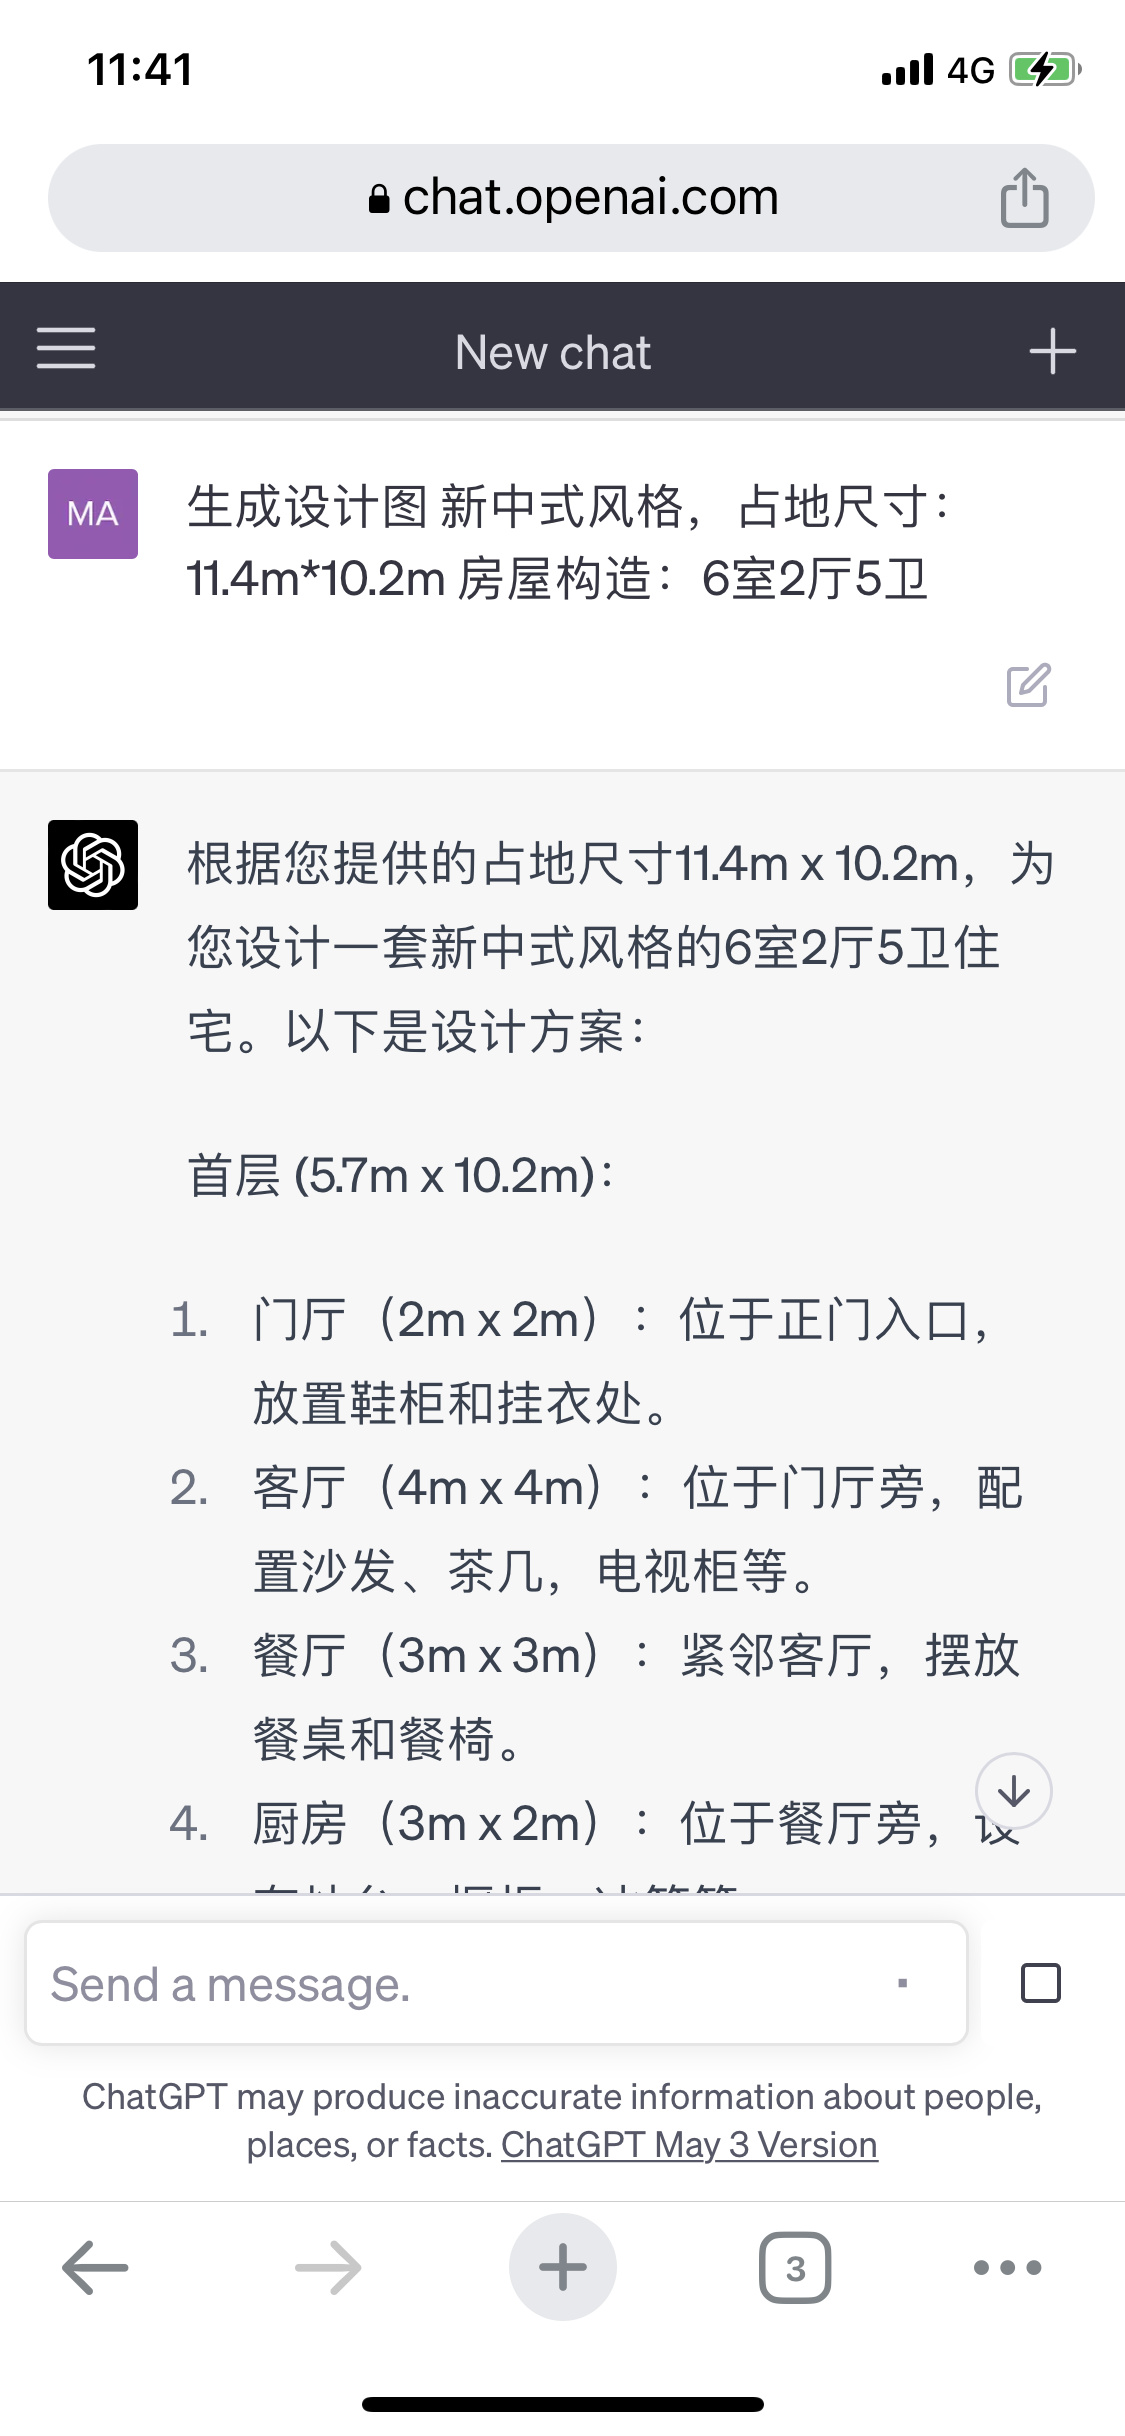 11:41
4G
chat.openai.com
New chat
MA
生成设计图 新中式风格，占地尺寸：
11.4m*10.2m 房屋构造：6室2厅5卫
根据您提供的占地尺寸11.4m x 10.2m，为
您设计一套新中式风格的6室2厅5卫住
宅。以下是设计方案：
首层 (5.7m x 10.2m)：
1. 门厅（2m x 2m）：位于正门入口，
放置鞋柜和挂衣处。
2. 客厅（4m x 4m）：位于门厅旁，配
置沙发、茶几，电视柜等。
3. 餐厅（3m x 3m）：紧邻客厅，摆放
餐桌和餐椅。
4. 厨房（3m x 2m）：位于餐厅旁，设
Send a message.
ChatGPT may produce inaccurate information about people,
places, or facts. ChatGPT May 3 Version
3